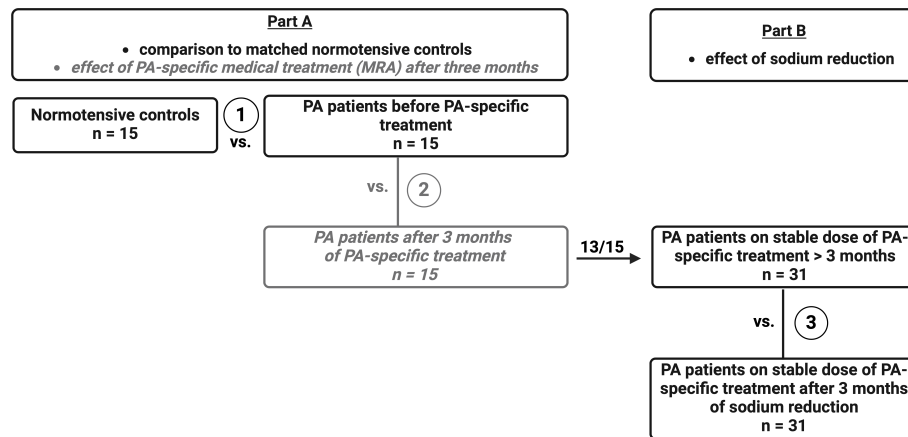 Part A
• comparison to matched normotensive controls
• effect of PA-specific medical treatment (MRA) after three months
Part B
• effect of sodium reduction
Normotensive controls
n = 15
1
vs.
PA patients before PA-specific
treatment
n = 15
vs.
2
PA patients after 3 months
of PA-specific treatment
n = 15
13/15
PA patients on stable dose of PA-
specific treatment > 3 months
n = 31
vs.
3
PA patients on stable dose of PA-
specific treatment after 3 months
of sodium reduction
n = 31